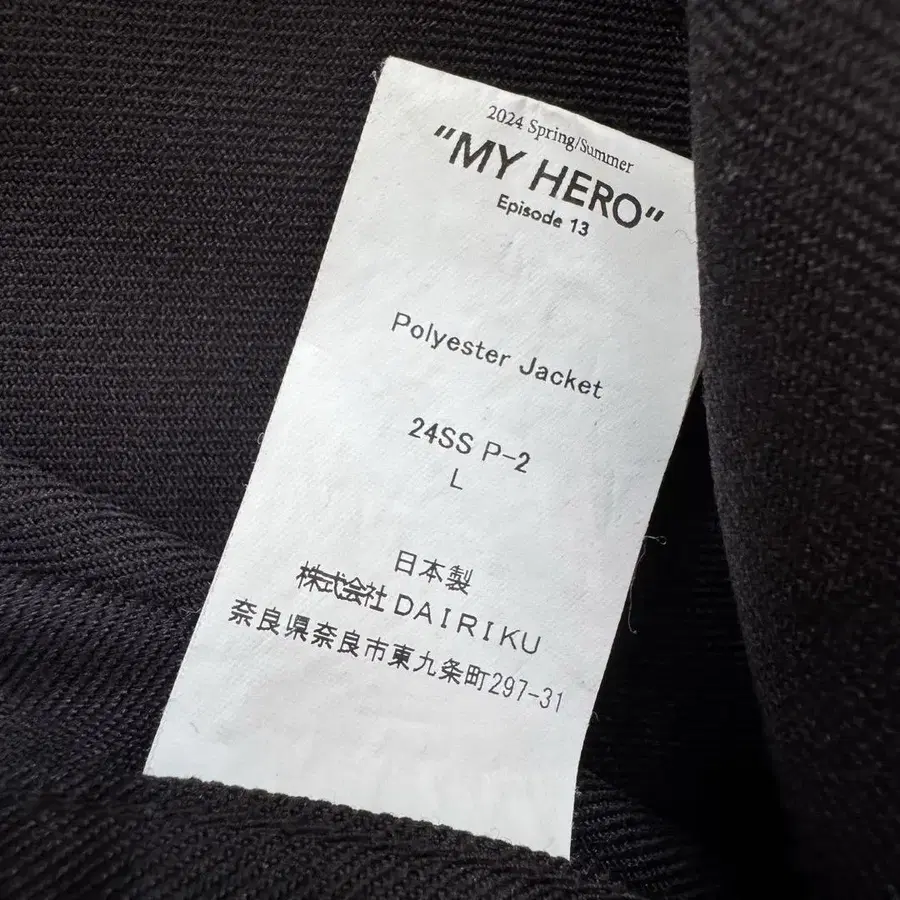 2024 Spring/Summer
"MY HERO"
Episode 13
Polyester Jacket
24SS P-2
L
日本製
株式会社 DAIRIKU
奈良県奈良市東九条町297-31